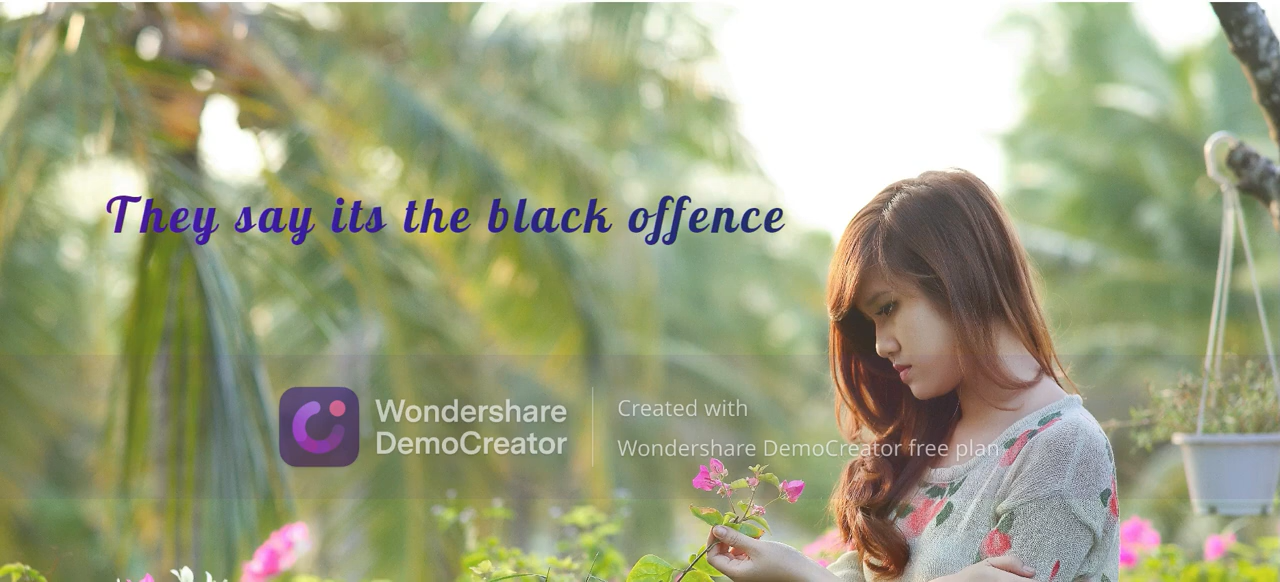 They say its the black offence
Wondershare
DemoCreator
Created with
Wondershare DemoCreator free plan